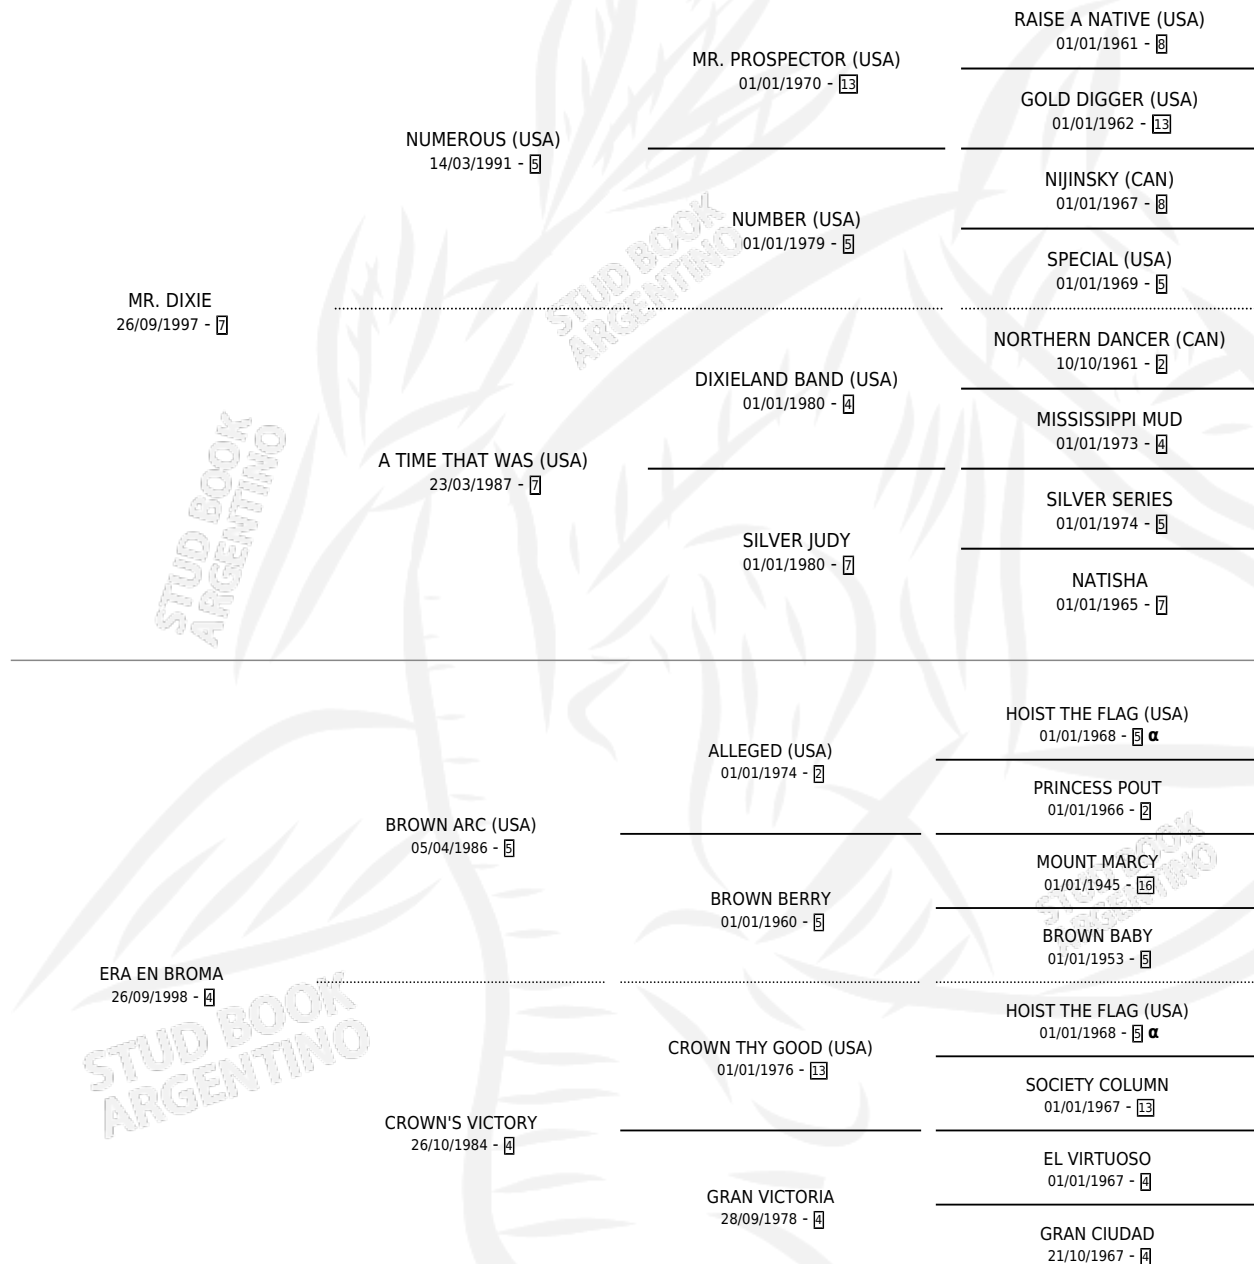 RAISE A NATIVE (USA)
01/01/1961 - 8
MR. PROSPECTOR (USA)
01/01/1970 - 13
GOLD DIGGER (USA)
01/01/1962 - 13
NUMEROUS (USA)
14/03/1991 - 5
NIJINSKY (CAN)
01/01/1967 - 8
NUMBER (USA)
01/01/1979 - 5
SPECIAL (USA)
01/01/1969 - 5
STUD BOOK
ARGENTINO
MR. DIXIE
26/09/1997 - 7
NORTHERN DANCER (CAN)
10/10/1961 - 2
DIXIELAND BAND (USA)
01/01/1980 - 4
MISSISSIPPI MUD
01/01/1973 - 4
A TIME THAT WAS (USA)
23/03/1987 - 7
SILVER SERIES
01/01/1974 - 5
SILVER JUDY
01/01/1980 - 7
NATISHA
01/01/1965 - 7
STUD BOOK
ARGENTINO
HOIST THE FLAG (USA)
01/01/1968 - 5 α
ALLEGED (USA)
01/01/1974 - 2
PRINCESS POUT
01/01/1966 - 2
BROWN ARC (USA)
05/04/1986 - 5
MOUNT MARCY
01/01/1945 - 16
BROWN BERRY
01/01/1960 - 5
BROWN BABY
01/01/1953 - 5
STUD BOOK
ARGENTINO
ERA EN BROMA
26/09/1998 - 4
STUD BOOK
ARGENTINO
HOIST THE FLAG (USA)
01/01/1968 - 5 α
CROWN THY GOOD (USA)
01/01/1976 - 13
SOCIETY COLUMN
01/01/1967 - 13
CROWN'S VICTORY
26/10/1984 - 4
EL VIRTUOSO
01/01/1967 - 4
GRAN VICTORIA
28/09/1978 - 4
GRAN CIUDAD
21/10/1967 - 4